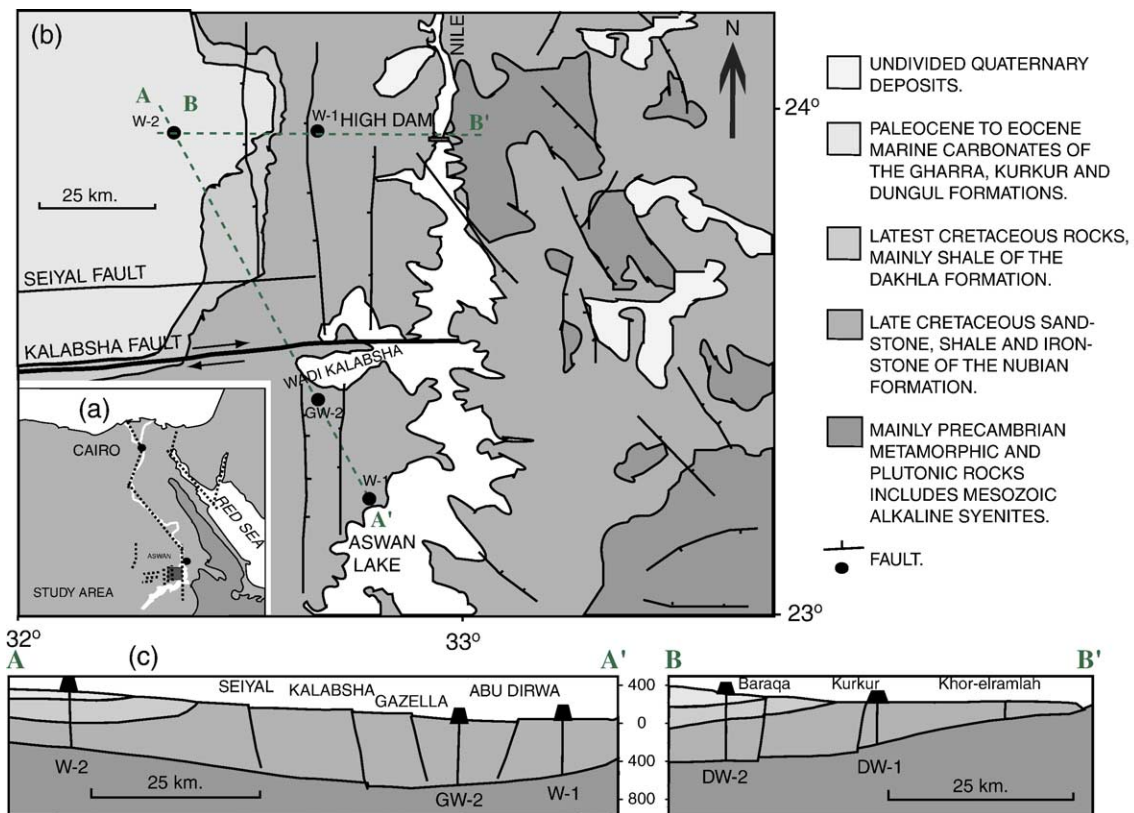 (b)
NILE
N
24º
A
B
W-2
W-1 HIGH DAM
B'
25 km.
SEIYAL FAULT
KALABSHA FAULT
WADI KALABSHA
GW-2
W-1
A'
ASWAN
LAKE
23º
32º
33º
(a)
CAIRO
RED SEA
ASWAN
STUDY AREA
UNDIVIDED QUATERNARY
DEPOSITS.
PALEOCENE TO EOCENE
MARINE CARBONATES OF
THE GHARRA, KURKUR AND
DUNGUL FORMATIONS.
LATEST CRETACEOUS ROCKS,
MAINLY SHALE OF THE
DAKHLA FORMATION.
LATE CRETACEOUS SAND-
STONE, SHALE AND IRON-
STONE OF THE NUBIAN
FORMATION.
MAINLY PRECAMBRIAN
METAMORPHIC AND
PLUTONIC ROCKS
INCLUDES MESOZOIC
ALKALINE SYENITES.
FAULT.
(c)
A
A'
SEIYAL
KALABSHA
GAZELLA
ABU DIRWA
W-2
GW-2
W-1
25 km.
400
0
400
800
B
B'
Baraqa
Kurkur
Khor-elramlah
DW-2
DW-1
25 km.